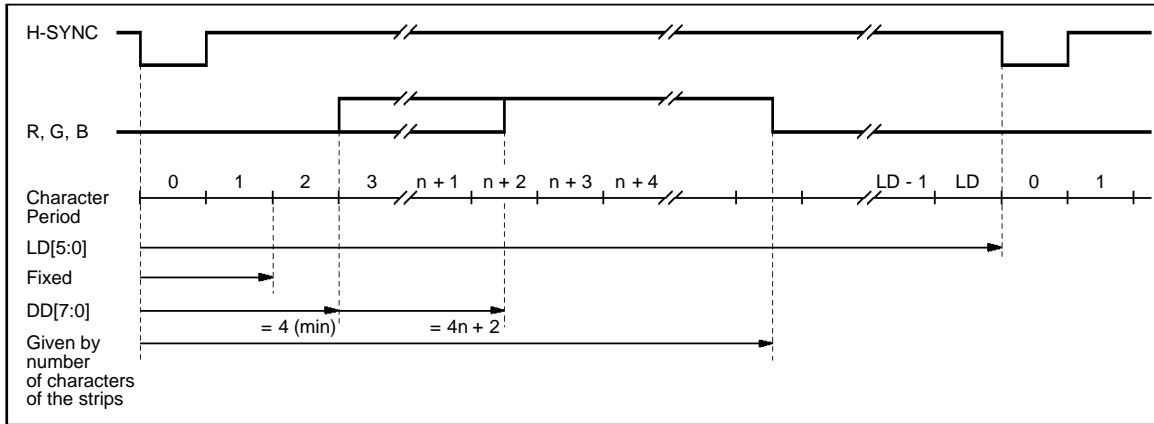 H-SYNC
R, G, B
0 1 2 3 n + 1 n + 2 n + 3 n + 4 LD - 1 LD 0 1
Character
Period
LD[5:0]
Fixed
DD[7:0]
= 4 (min) = 4n + 2
Given by
number
of characters
of the strips